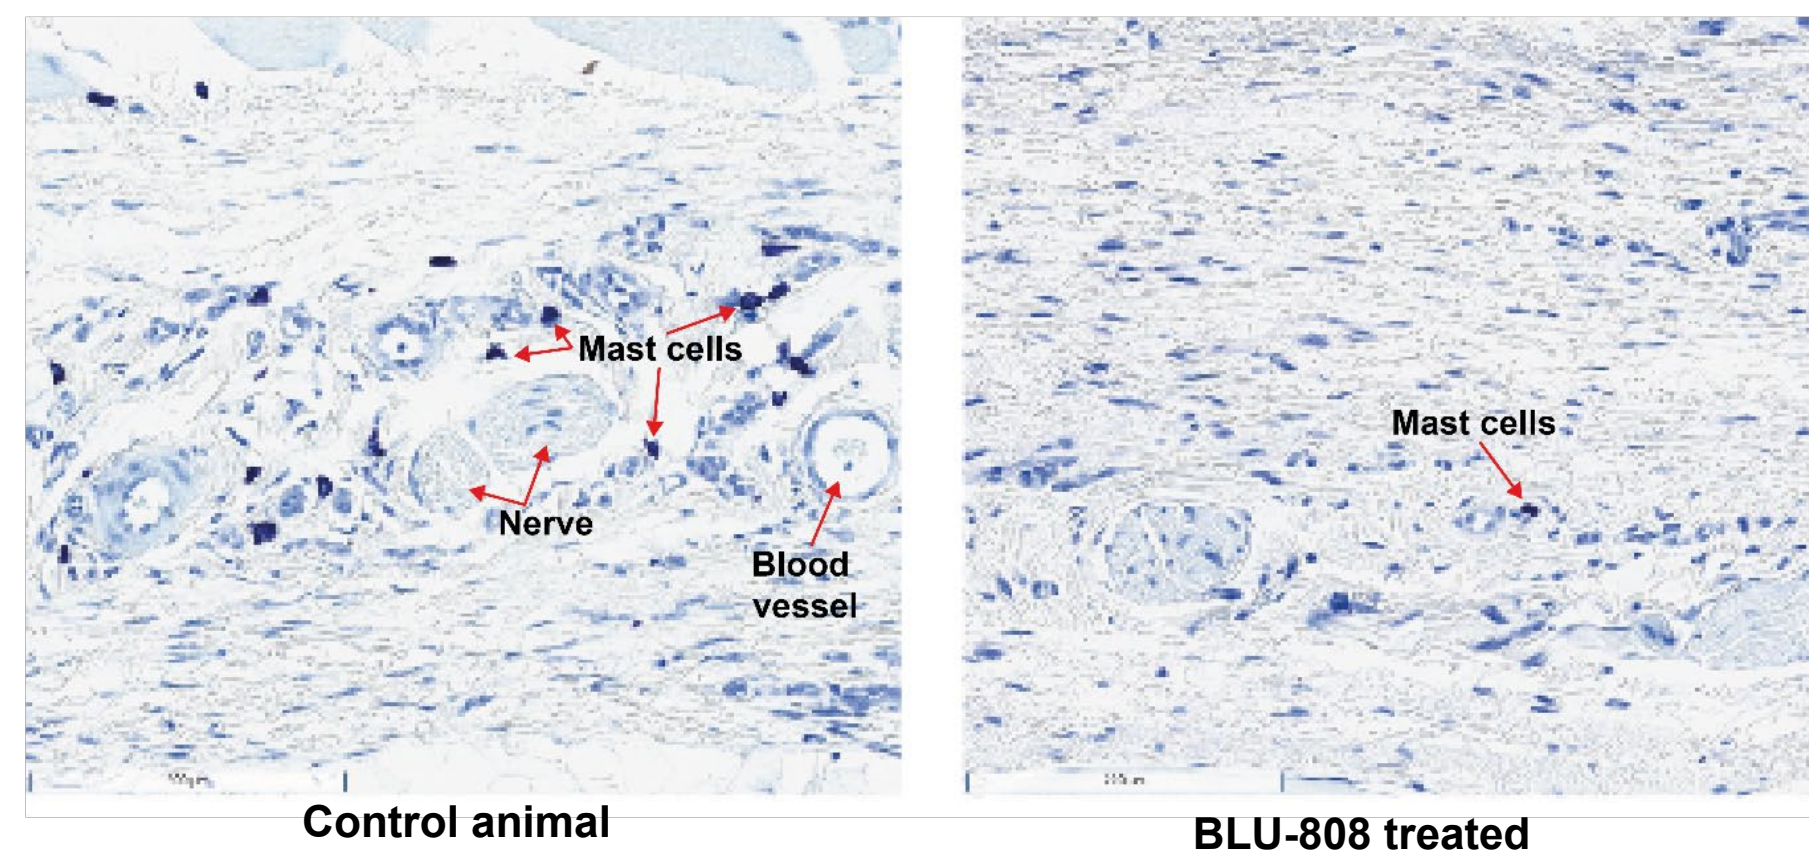 Mast cells
Nerve
Blood
vessel
Mast cells
Control animal
BLU-808 treated